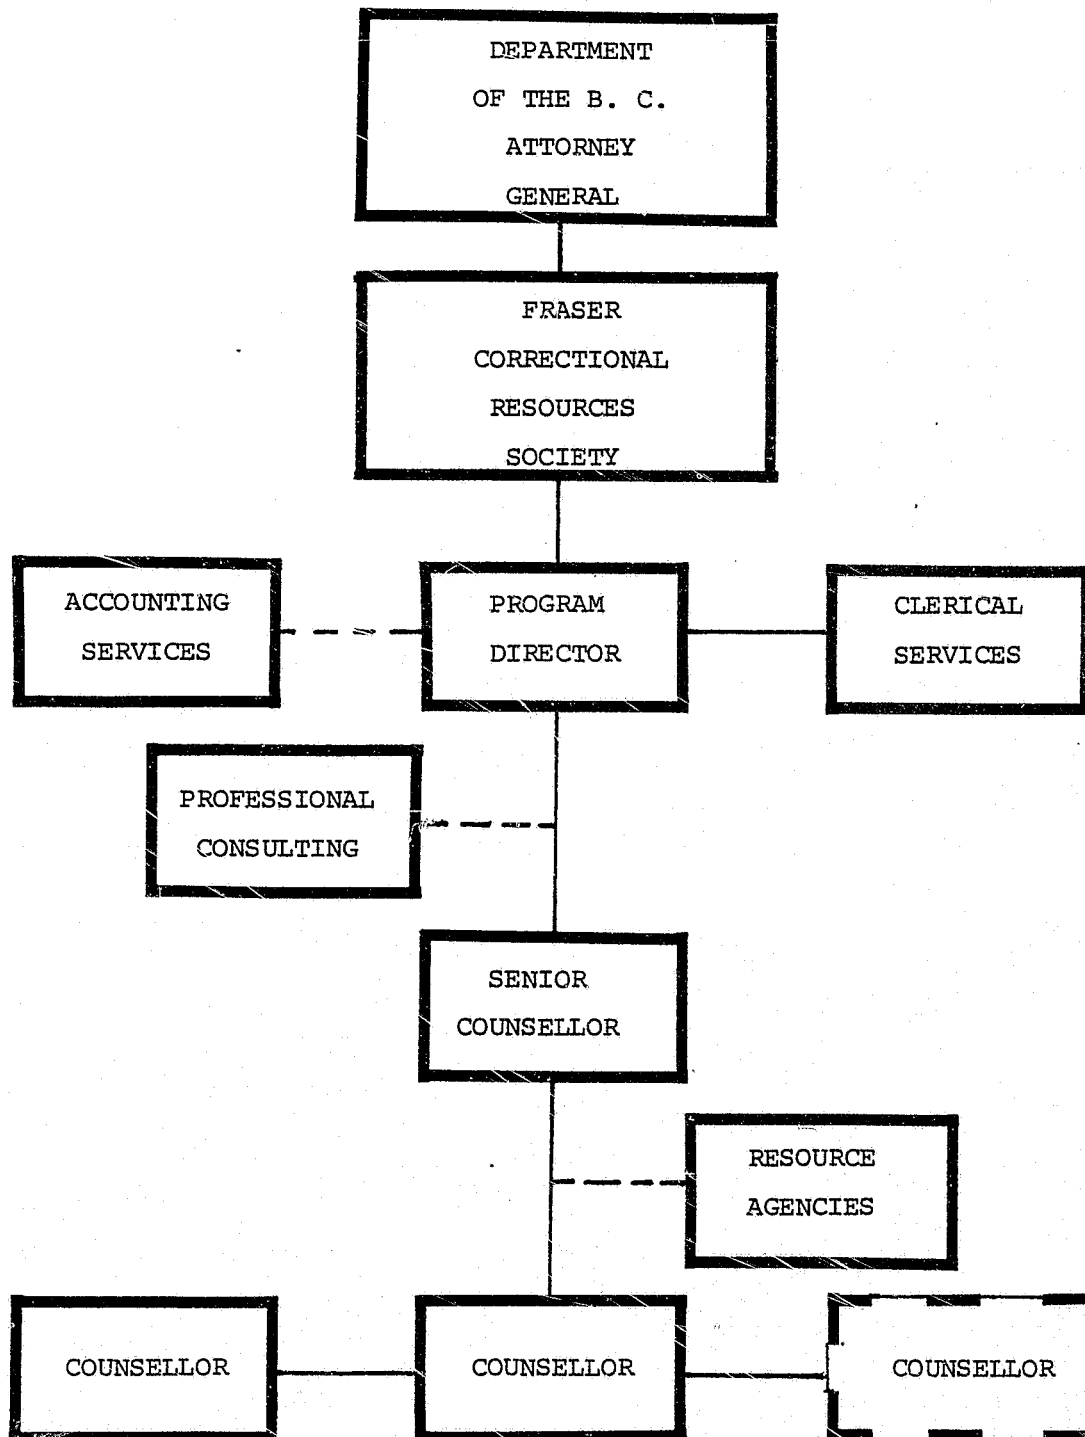 DEPARTMENT
OF THE B. C.
ATTORNEY
GENERAL
FRASER
CORRECTIONAL
RESOURCES
SOCIETY
ACCOUNTING
SERVICES
PROGRAM
DIRECTOR
CLERICAL
SERVICES
PROFESSIONAL
CONSULTING
SENIOR
COUNSELLOR
RESOURCE
AGENCIES
COUNSELLOR
COUNSELLOR
COUNSELLOR